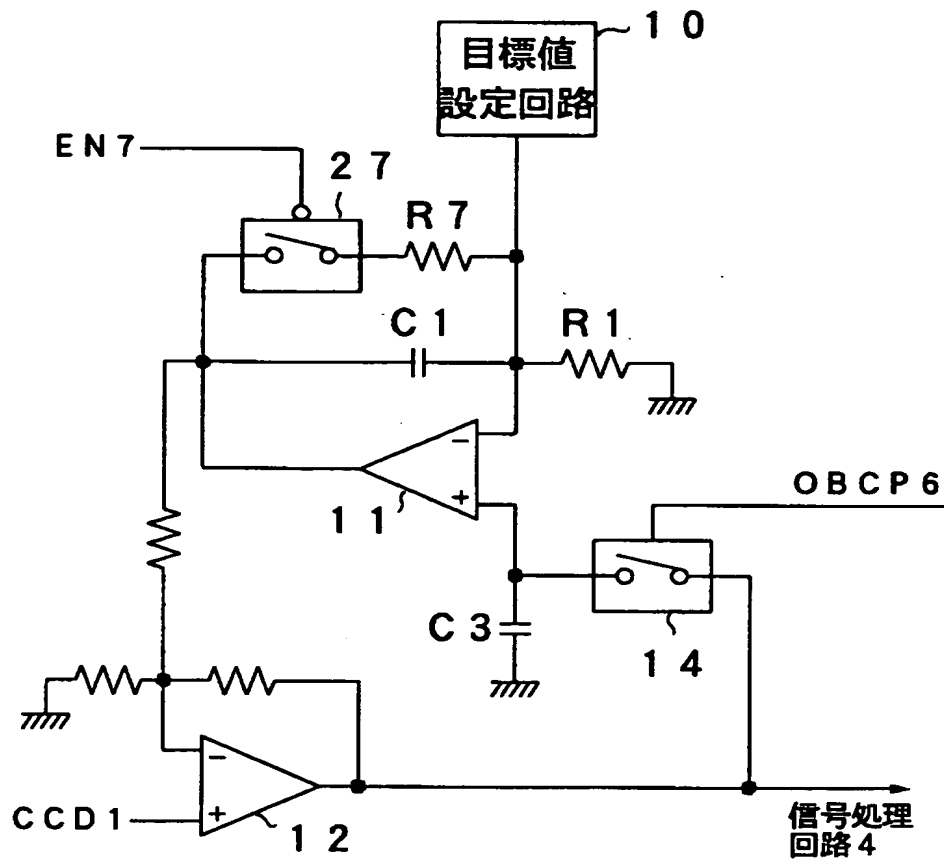 １０
目標値
設定回路
ＥＮ７
２７
Ｒ７
Ｃ１
Ｒ１
－
＋
１１
ＯＢＣＰ６
Ｃ３
１４
－
＋
ＣＣＤ１
１２
信号処理
回路４